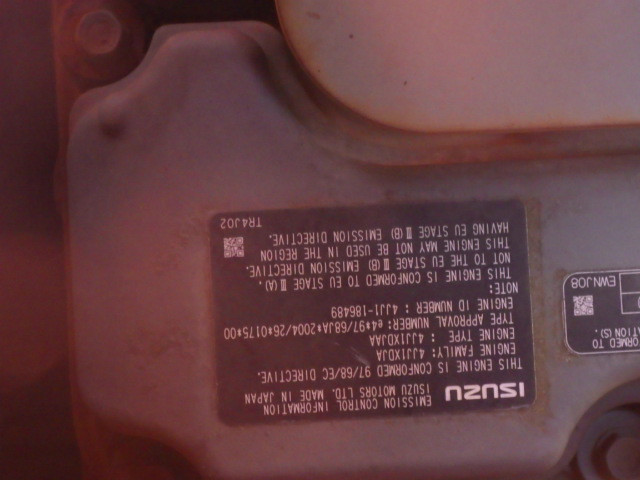 ISUZU
EMISSION CONTROL INFORMATION
ISUZU MOTORS LTD. MADE IN JAPAN
THIS ENGINE IS CONFORMED 97/68/EC DIRECTIVE.
ENGINE FAMILY: 4JJ1XDJA
ENGINE TYPE : 4JJ1XDJAA
TYPE APPROVAL NUMBER: e4*97/68JA*2004/26*0175*00
ENGINE ID NUMBER : 4JJ1-186489
NOTE:
THIS ENGINE IS CONFORMED TO EU STAGE Ⅲ (A).
NOT TO THE EU STAGE Ⅲ (B) EMISSION DIRECTIVE.
THIS ENGINE MAY NOT BE USED IN THE REGION
HAVING EU STAGE Ⅲ (B) EMISSION DIRECTIVE.
TR4J02
FORMED TO
ATION(S).
EWNJ08